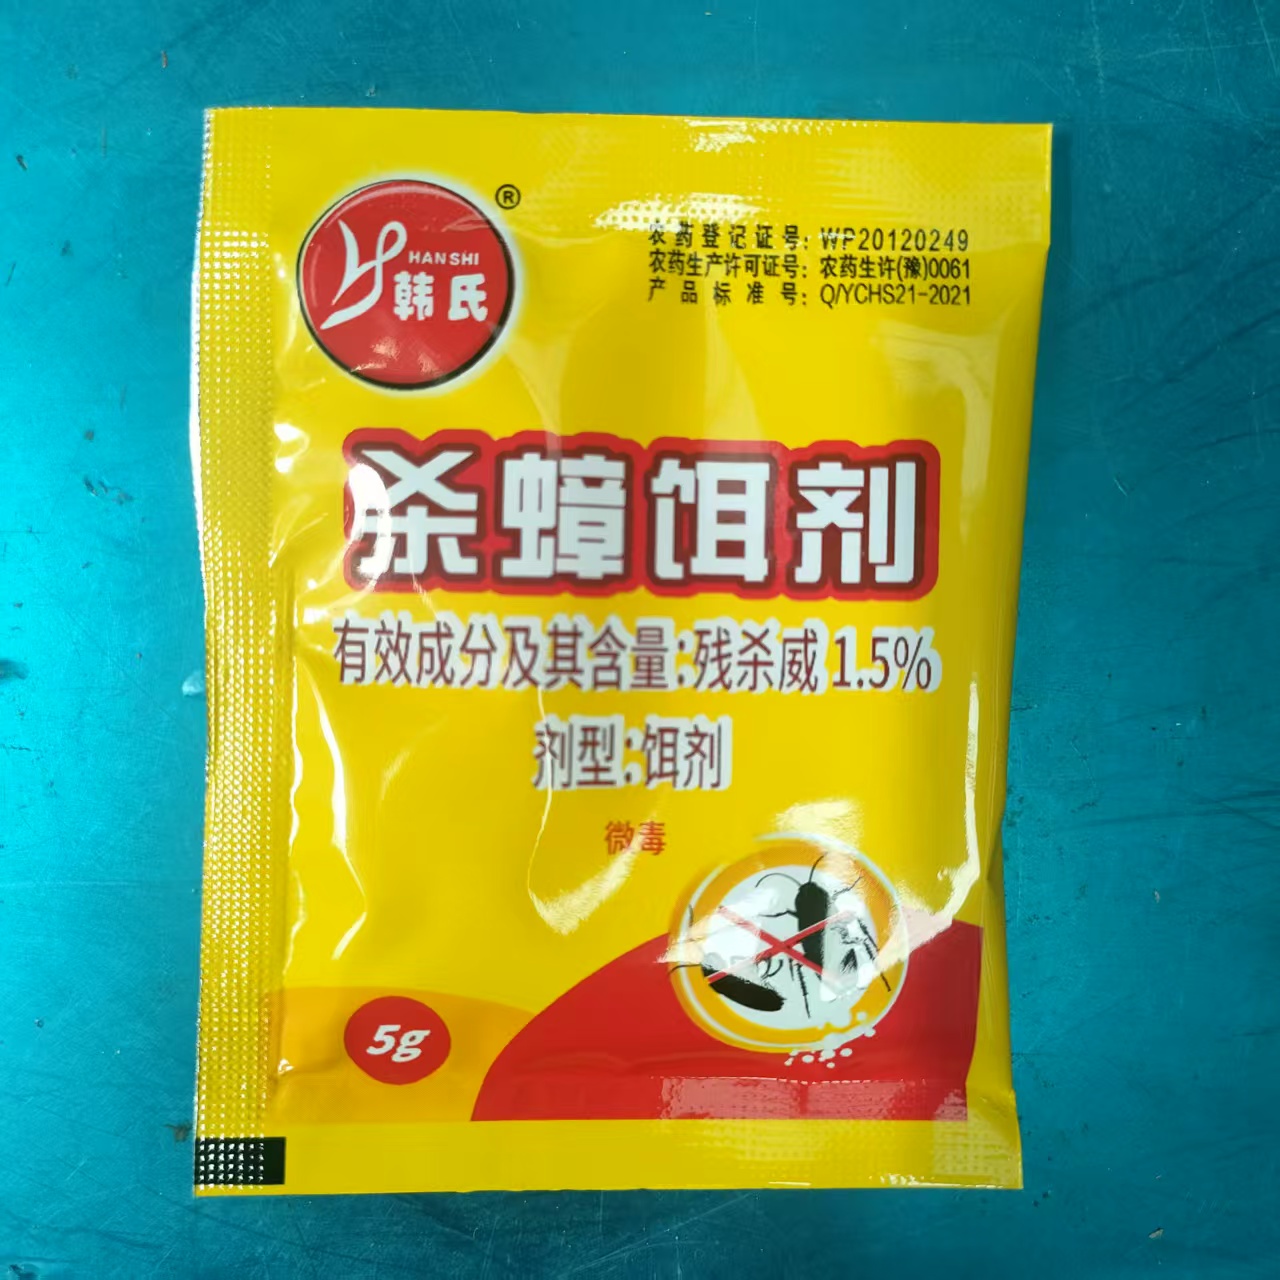 ®
HANSHI
韩氏
农药登记证号：WP20120249
农药生产许可证号：农药生许(豫)0061
产品标准号：Q/YCHS21-2021
杀蟑饵剂
有效成分及其含量：残杀威 1.5%
剂型：饵剂
微毒
5g